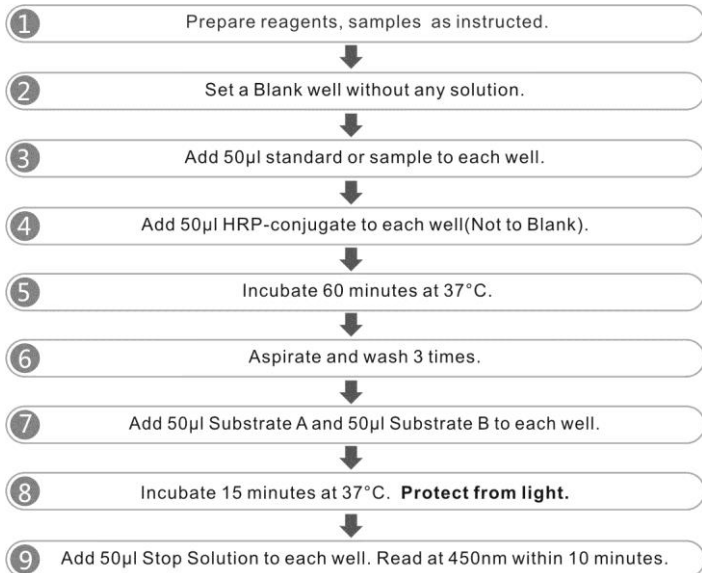 1 Prepare reagents, samples as instructed.
2 Set a Blank well without any solution.
3 Add 50μl standard or sample to each well.
4 Add 50μl HRP-conjugate to each well(Not to Blank).
5 Incubate 60 minutes at 37°C.
6 Aspirate and wash 3 times.
7 Add 50μl Substrate A and 50μl Substrate B to each well.
8 Incubate 15 minutes at 37°C. Protect from light.
9 Add 50μl Stop Solution to each well. Read at 450nm within 10 minutes.